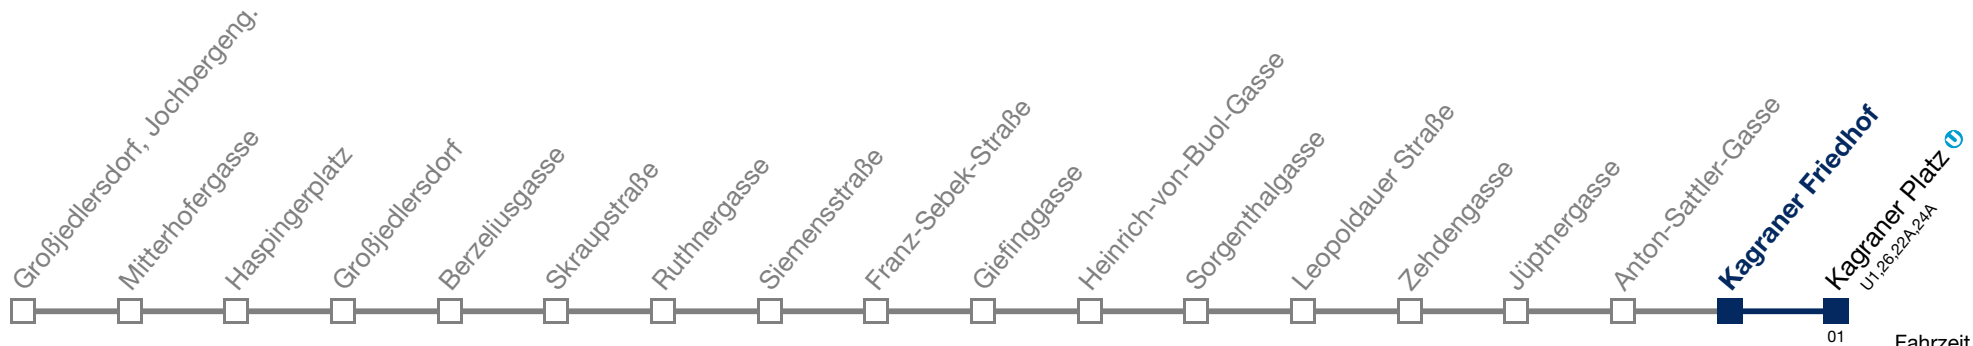 Großjedlersdorf, Jochbergeng.
Mitterhofergasse
Haspingerplatz
Großjedlersdorf
Berzeliusgasse
Skraupstraße
Ruthnergasse
Siemensstraße
Franz-Sebek-Straße
Giefinggasse
Heinrich-von-Buol-Gasse
Sorgenthalgasse
Leopoldauer Straße
Zehdengasse
Jüptnergasse
Anton-Sattler-Gasse
Kagraner Friedhof
Kagraner Platz U
U1,26,22A,24A
01
Fahrzeit